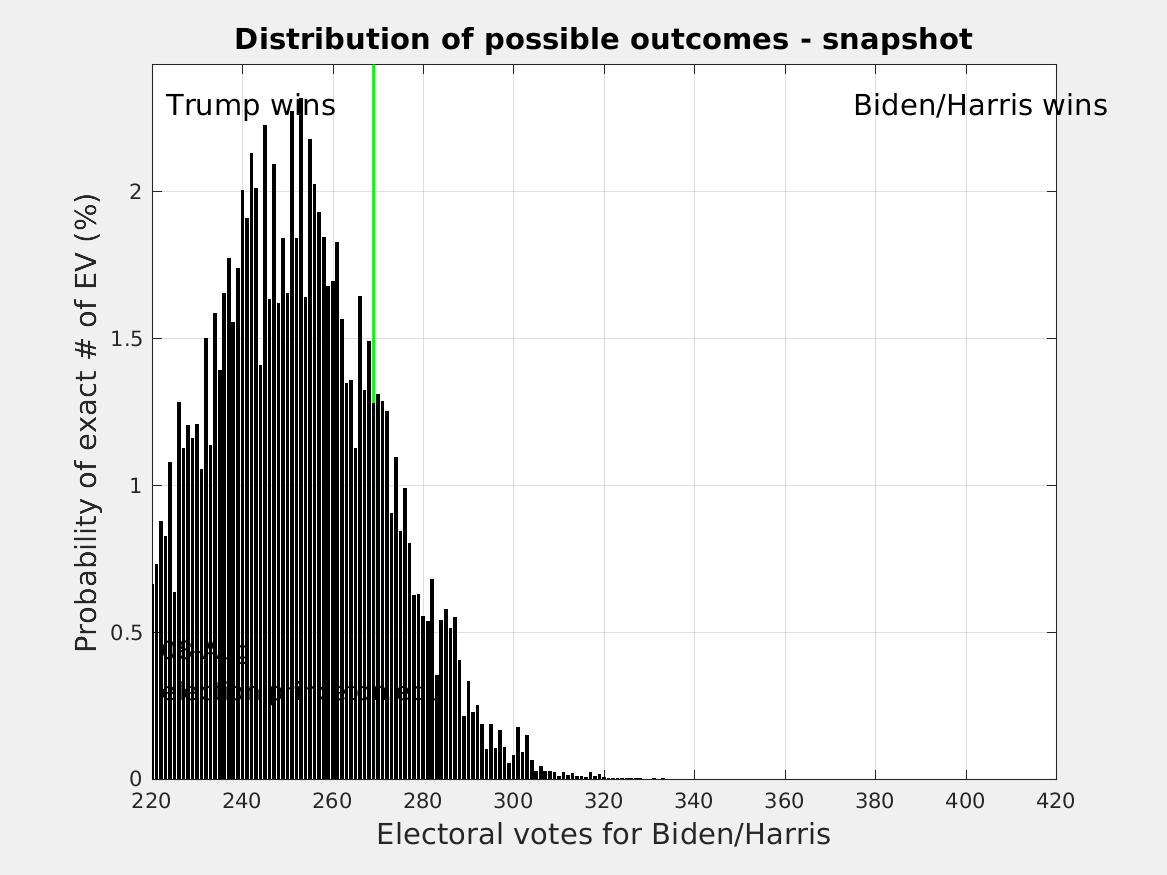 Distribution of possible outcomes - snapshot
Trump wins
Biden/Harris wins
Probability of exact # of EV (%)
2
1.5
1
0.5
0
220 240 260 280 300 320 340 360 380 400 420
Electoral votes for Biden/Harris